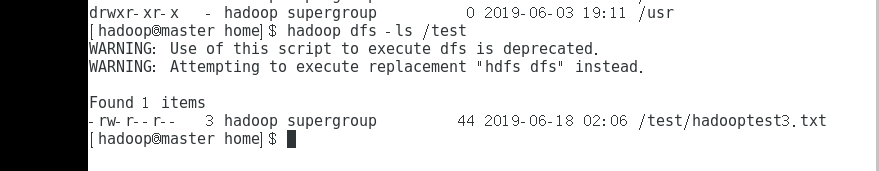 drwxr-xr-x   - hadoop supergroup          0 2019-06-03 19:11 /usr
[hadoop@master home]$ hadoop dfs -ls /test
WARNING: Use of this script to execute dfs is deprecated.
WARNING: Attempting to execute replacement "hdfs dfs" instead.

Found 1 items
-rw-r--r--   3 hadoop supergroup         44 2019-06-18 02:06 /test/hadooptest3.txt
[hadoop@master home]$